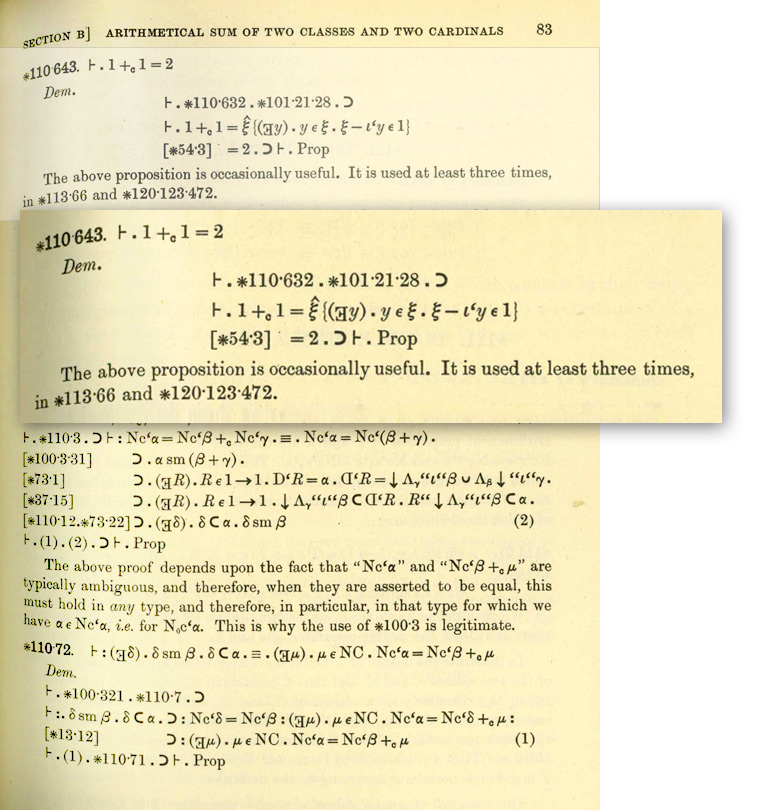 SECTION B] ARITHMETICAL SUM OF TWO CLASSES AND TWO CARDINALS 83
∗110·643. ⊢ . 1 +c 1 = 2
Dem.
⊢ . ∗110·632 . ∗101·21·28 . ⊃
⊢ . 1 +c 1 = ξ̂{(∃y) . y ϵ ξ . ξ − ι‘y ϵ 1}
[∗54·3] = 2 . ⊃ ⊢ . Prop
The above proposition is occasionally useful. It is used at least three times,
in ∗113·66 and ∗120·123·472.
∗110·643. ⊢ . 1 +c 1 = 2
Dem.
⊢ . ∗110·632 . ∗101·21·28 . ⊃
⊢ . 1 +c 1 = ξ̂{(∃y) . y ϵ ξ . ξ − ι‘y ϵ 1}
[∗54·3] = 2 . ⊃ ⊢ . Prop
The above proposition is occasionally useful. It is used at least three times,
in ∗113·66 and ∗120·123·472.
⊢ . ∗110·3 . ⊃ ⊢ : Nc‘α = Nc‘β +c Nc‘γ . ≡ . Nc‘α = Nc‘(β + γ) .
[∗100·3·31] ⊃ . α sm (β + γ) .
[∗73·1] ⊃ . (∃R) . R ϵ 1 → 1 . D‘R = α . ᗡ‘R = ↓ Λγ“ι“β ∪ Λβ ↓ “ι“γ .
[∗37·15] ⊃ . (∃R) . R ϵ 1 → 1 . ↓ Λγ“ι“β ⊂ ᗡ‘R . R“ ↓ Λγ“ι“β ⊂ α .
[∗110·12.∗73·22] ⊃ . (∃δ) . δ ⊂ α . δ sm β (2)
⊢ . (1) . (2) . ⊃ ⊢ . Prop
The above proof depends upon the fact that “Nc‘α” and “Nc‘β +c μ” are
typically ambiguous, and therefore, when they are asserted to be equal, this
must hold in any type, and therefore, in particular, in that type for which we
have α ϵ Nc‘α, i.e. for N0c‘α. This is why the use of ∗100·3 is legitimate.
∗110·72. ⊢ : (∃δ) . δ sm β . δ ⊂ α . ≡ . (∃μ) . μ ϵ NC . Nc‘α = Nc‘β +c μ
Dem.
⊢ . ∗100·321 . ∗110·7 . ⊃
⊢ :. δ sm β . δ ⊂ α . ⊃ : Nc‘δ = Nc‘β : (∃μ) . μ ϵ NC . Nc‘α = Nc‘δ +c μ :
[∗13·12] ⊃ : (∃μ) . μ ϵ NC . Nc‘α = Nc‘β +c μ (1)
⊢ . (1) . ∗110·71 . ⊃ ⊢ . Prop